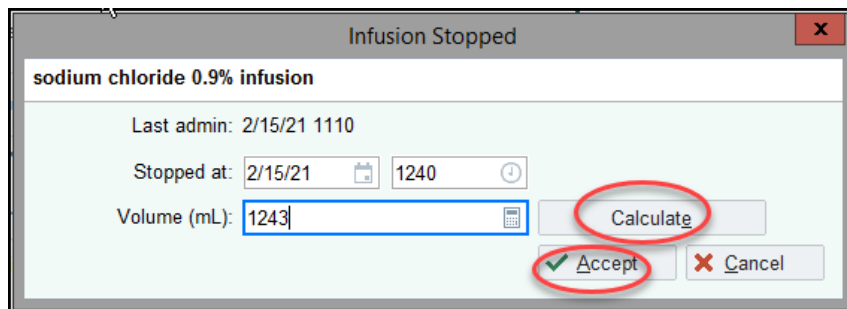 Infusion Stopped
x
sodium chloride 0.9% infusion
Last admin: 2/15/21 1110
Stopped at: 2/15/21 1240
Volume (mL): 1243 Calculate
Accept Cancel